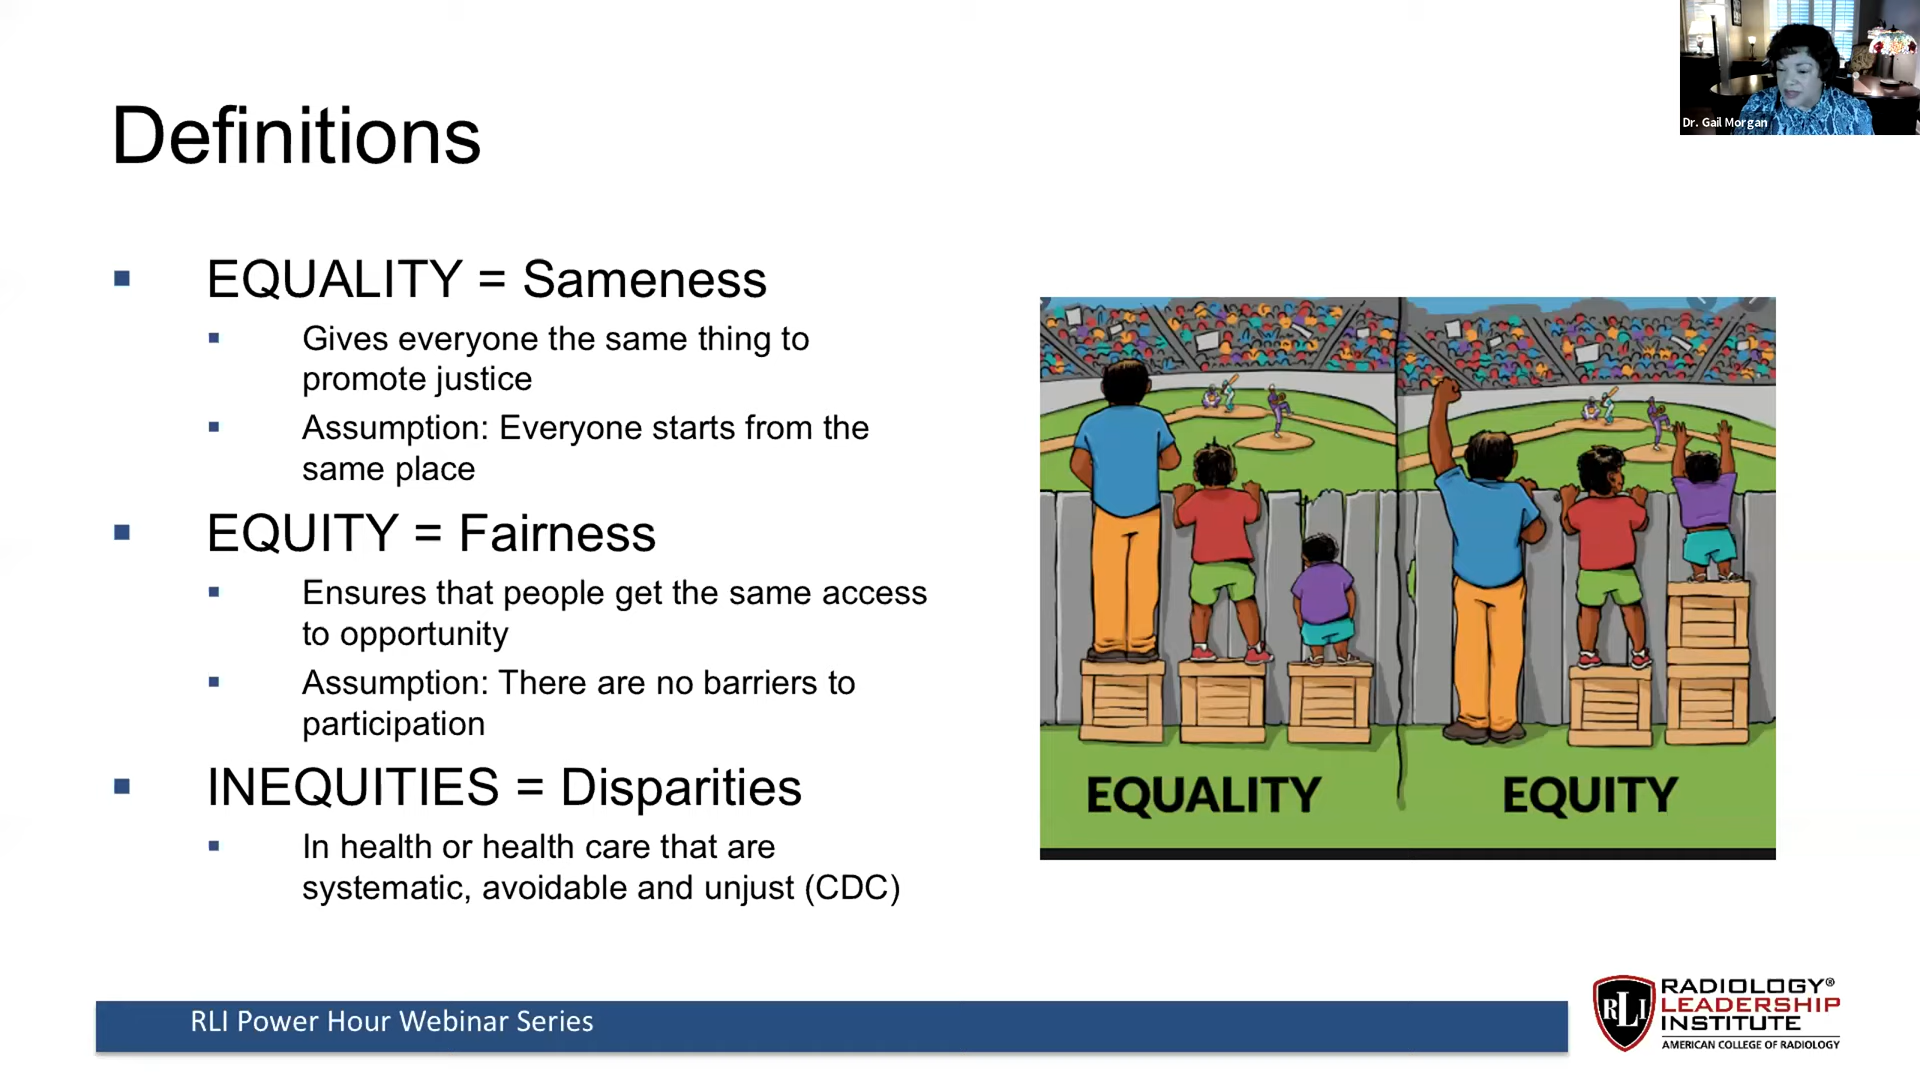 Dr. Gail Morgan
Definitions
▪ EQUALITY = Sameness
▪ Gives everyone the same thing to
promote justice
▪ Assumption: Everyone starts from the
same place
▪ EQUITY = Fairness
▪ Ensures that people get the same access
to opportunity
▪ Assumption: There are no barriers to
participation
▪ INEQUITIES = Disparities
▪ In health or health care that are
systematic, avoidable and unjust (CDC)
EQUALITY
EQUITY
RLI Power Hour Webinar Series
RLI
RADIOLOGY®
LEADERSHIP
INSTITUTE
AMERICAN COLLEGE OF RADIOLOGY